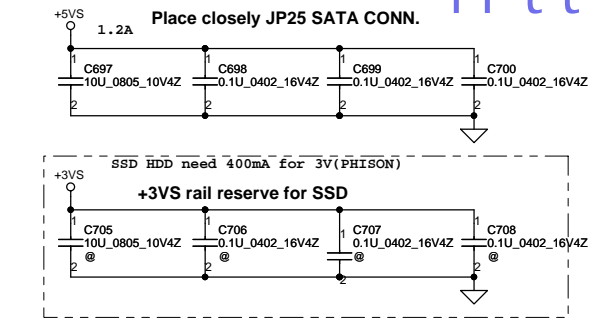 +5VS
1.2A
Place closely JP25 SATA CONN.
1 1 1 1
C697 C698 C699 C700
10U_0805_10V4Z 0.1U_0402_16V4Z 0.1U_0402_16V4Z 0.1U_0402_16V4Z
2 2 2 2
SSD HDD need 400mA for 3V(PHISON)
+3VS
+3VS rail reserve for SSD
1 1 1 1
C705 C706 C707 C708
10U_0805_10V4Z 0.1U_0402_16V4Z 0.1U_0402_16V4Z 0.1U_0402_16V4Z
@ @ @ @
2 2 2 2